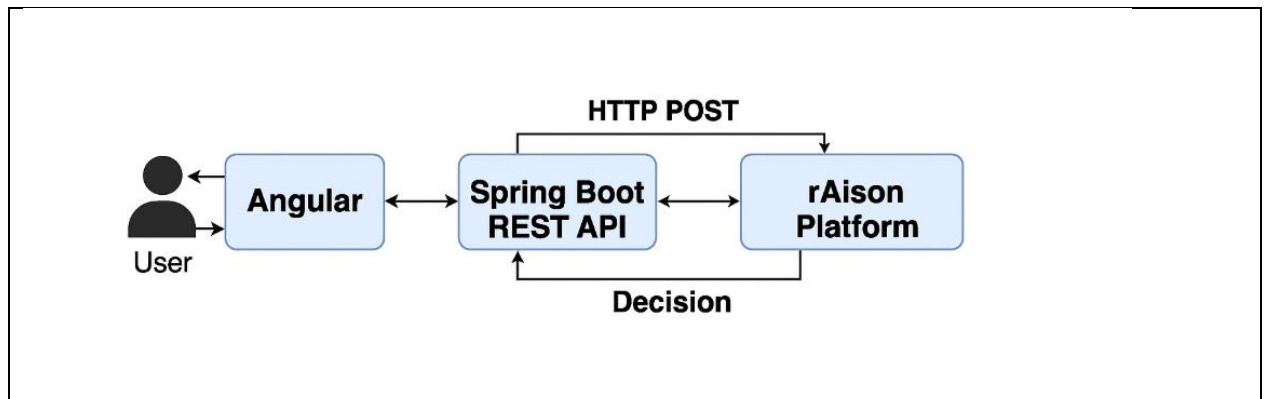 HTTP POST
Angular
Spring Boot
REST API
rAison
Platform
User
Decision